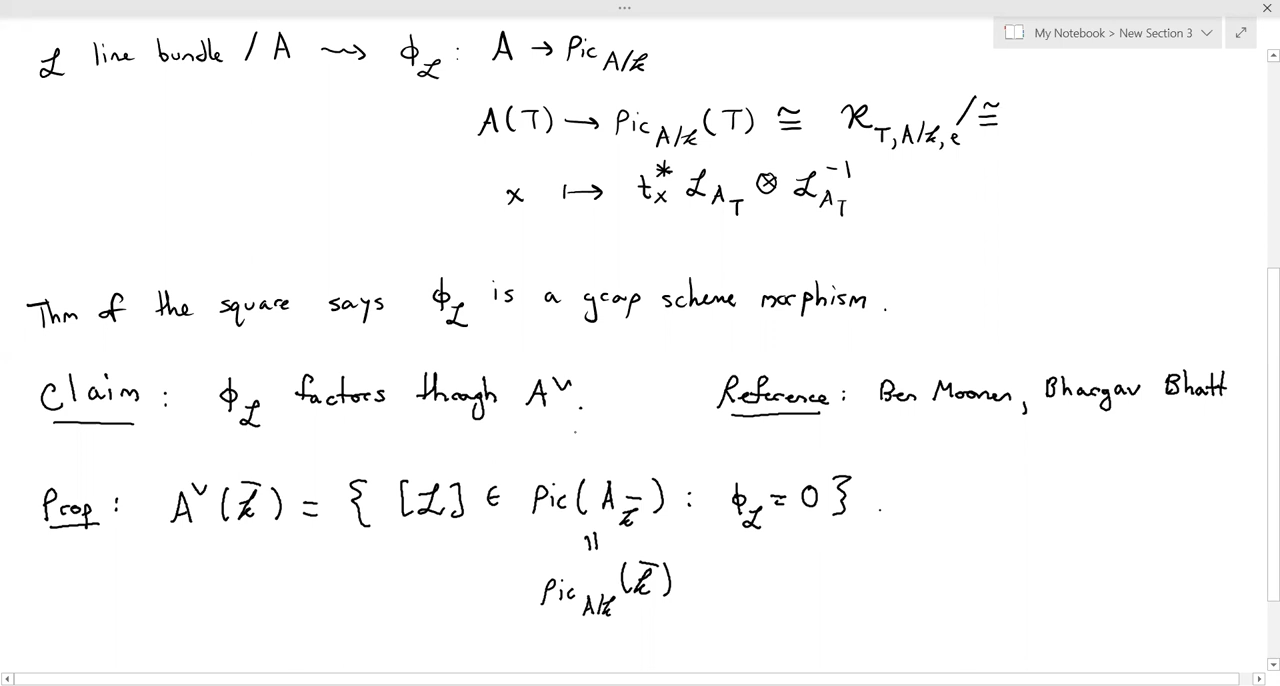 My Notebook > New Section 3
ℒ line bundle / A ⇝ ϕ_ℒ : A → Pic_{A/k}
A(T) → Pic_{A/k}(T) ≅ ℛ_{T, A/k, e}/≅
x ↦ t_x^* ℒ_{A_T} ⊗ ℒ_{A_T}^{-1}
Thm of the square says ϕ_ℒ is a group scheme morphism.
Claim : ϕ_ℒ factors through A^∨. Reference : Ben Moonen, Bhargav Bhatt
Prop : A^∨(k̄) = { [ℒ] ∈ Pic(A_k̄) : ϕ_ℒ = 0 } .
=
Pic_{A/k}(k̄)